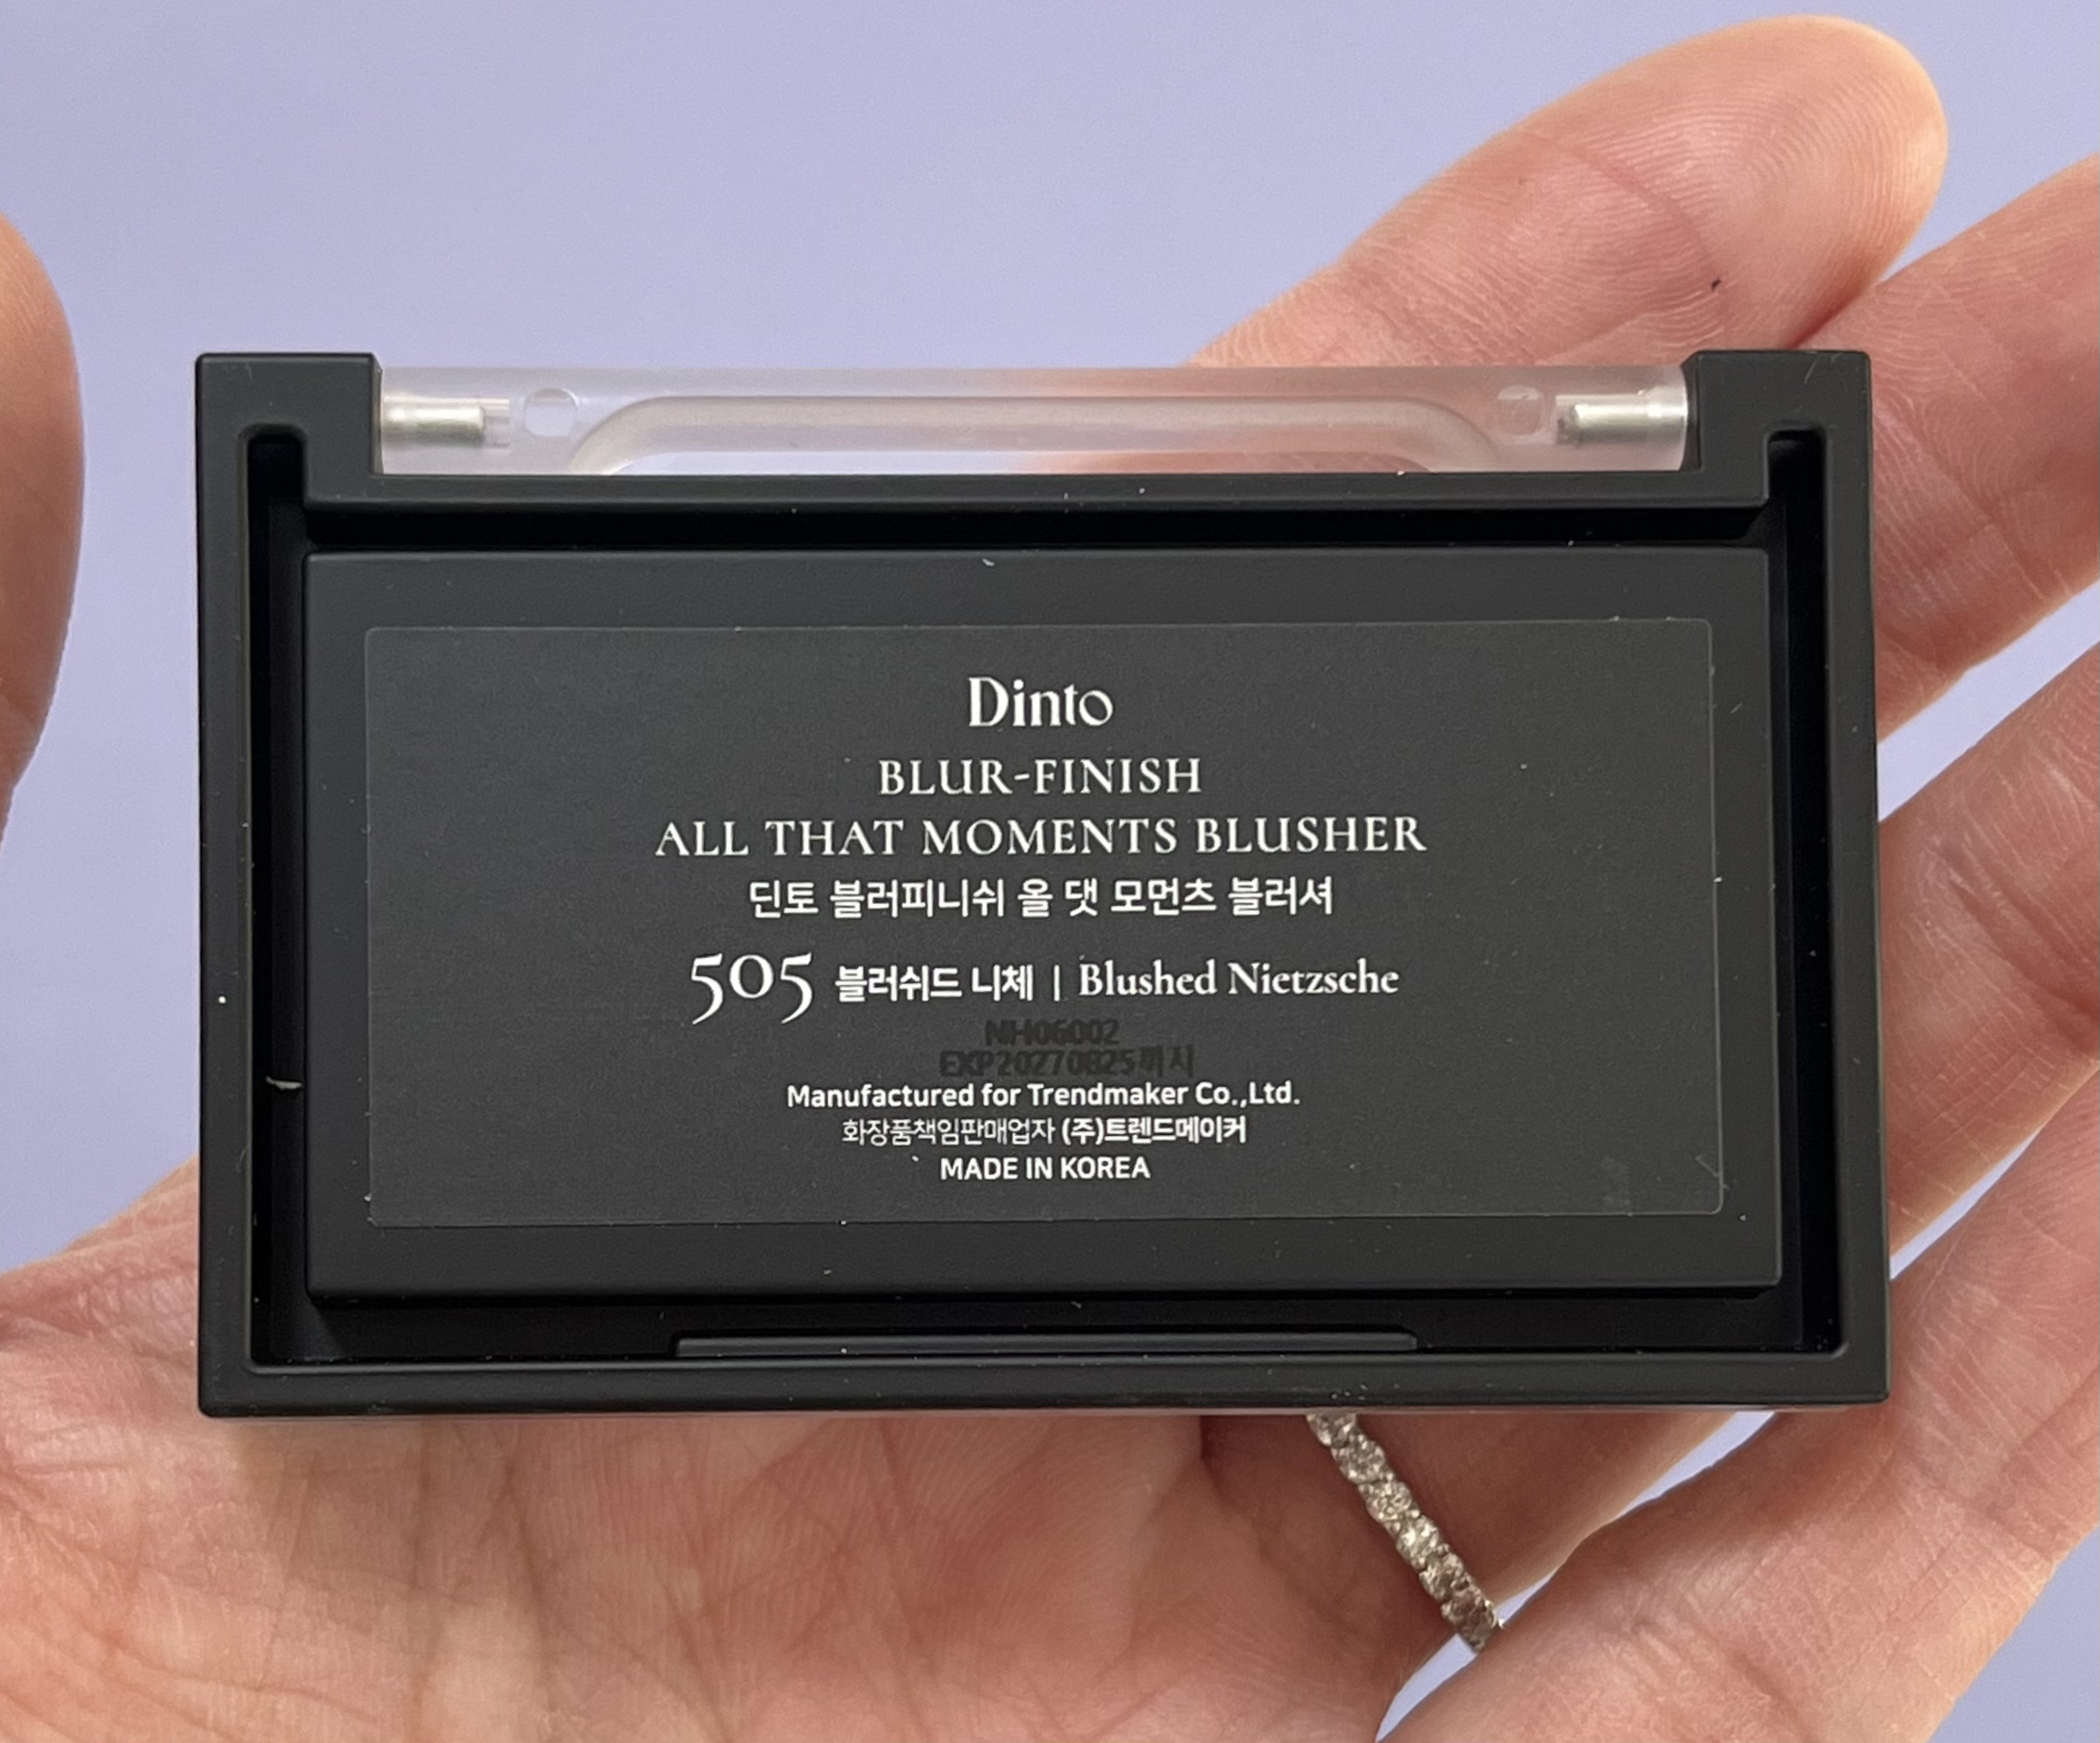 Dinto
BLUR-FINISH
ALL THAT MOMENTS BLUSHER
딘토 블러피니쉬 올 댓 모먼츠 블러셔
505 블러쉬드 니체 | Blushed Nietzsche
NH06002
EXP20270825까지
Manufactured for Trendmaker Co.,Ltd.
화장품책임판매업자 (주)트렌드메이커
MADE IN KOREA